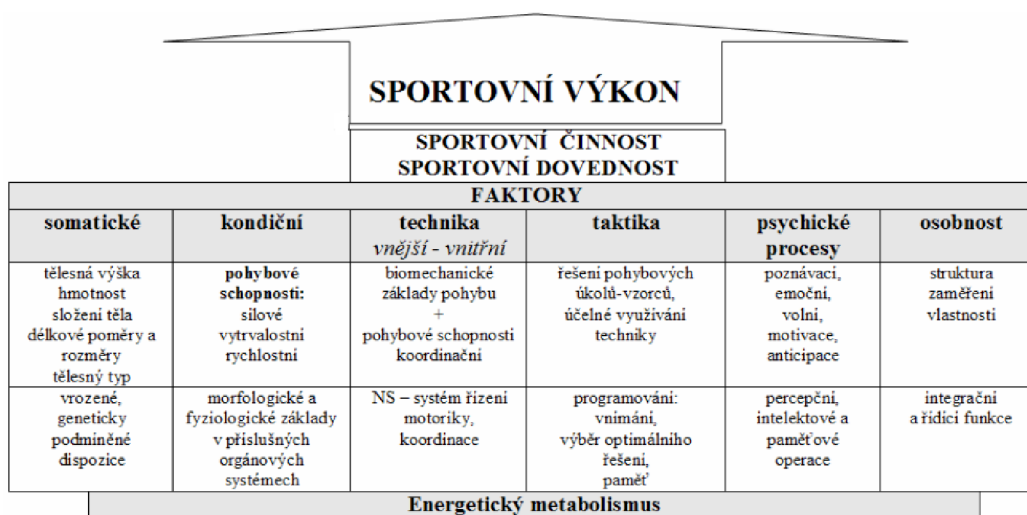 SPORTOVNÍ VÝKON
SPORTOVNÍ ČINNOST
SPORTOVNÍ DOVEDNOST
FAKTORY
somatické
kondiční
technika
vnější - vnitřní
taktika
psychické
procesy
osobnost
tělesná výška
hmotnost
složení těla
délkové poměry a
rozměry
tělesný typ
pohybové
schopnosti:
silové
vytrvalostní
rychlostní
biomechanické
základy pohybu
+
pohybové schopnosti
koordinační
řešení pohybových
úkolů-vzorců,
účelné využívání
techniky
poznávací,
emoční,
volní,
motivace,
anticipace
struktura
zaměření
vlastnosti
vrozené,
geneticky
podmíněné
dispozice
morfologické a
fyziologické základy
v příslušných
orgánových
systémech
NS – systém řízení
motoriky,
koordinace
programování:
vnímání,
výběr optimálního
řešení,
paměť
percepční,
intelektové a
paměťové
operace
integrační
a řídící funkce
Energetický metabolismus